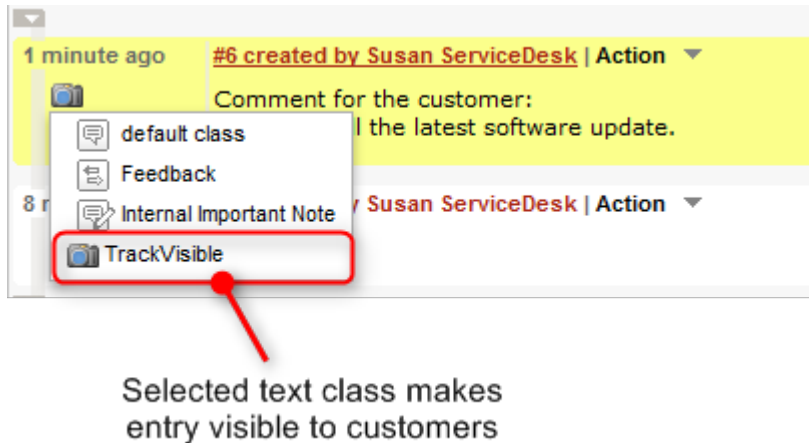 1 minute ago #6 created by Susan ServiceDesk | Action
Comment for the customer:
the latest software update.
default class
Feedback
8 Susan ServiceDesk | Action
Internal Important Note
TrackVisible
Selected text class makes
entry visible to customers